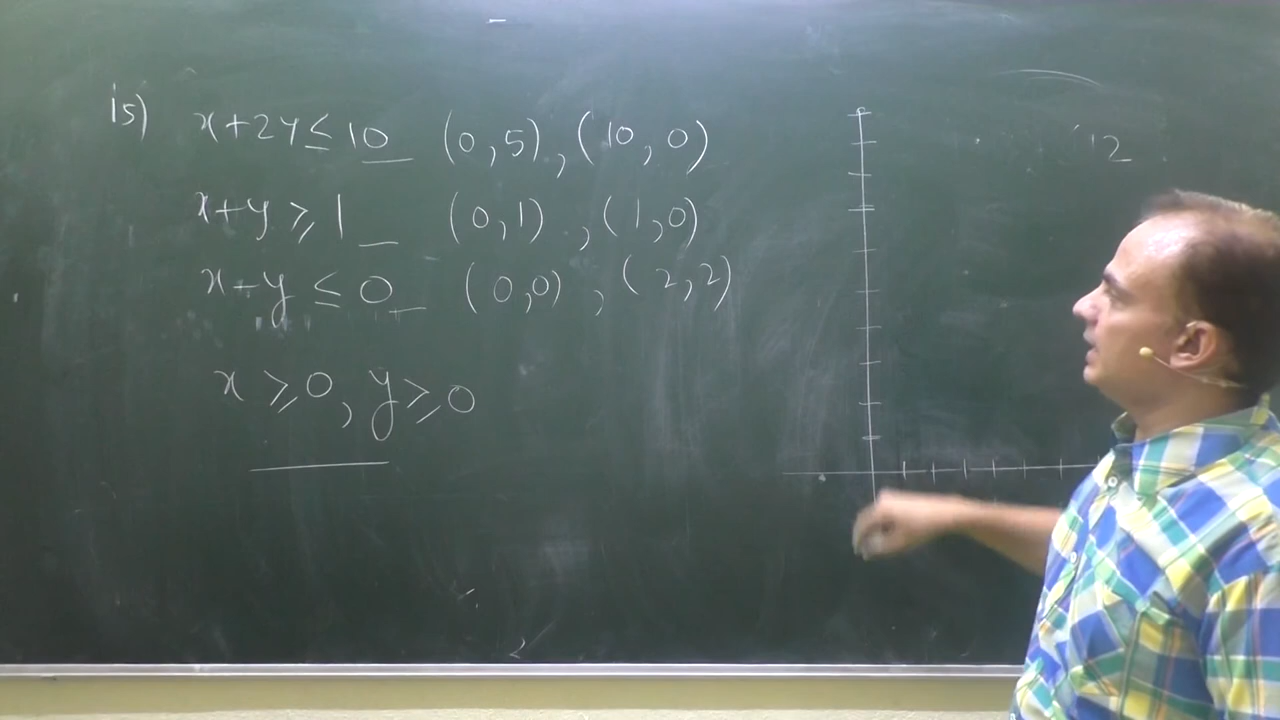 15) x+2y ≤ 10 (0,5), (10,0)
x+y ⩾ 1 (0,1), (1,0)
x-y ≤ 0 (0,0), (2,2)
x ⩾ 0, y ⩾ 0
12